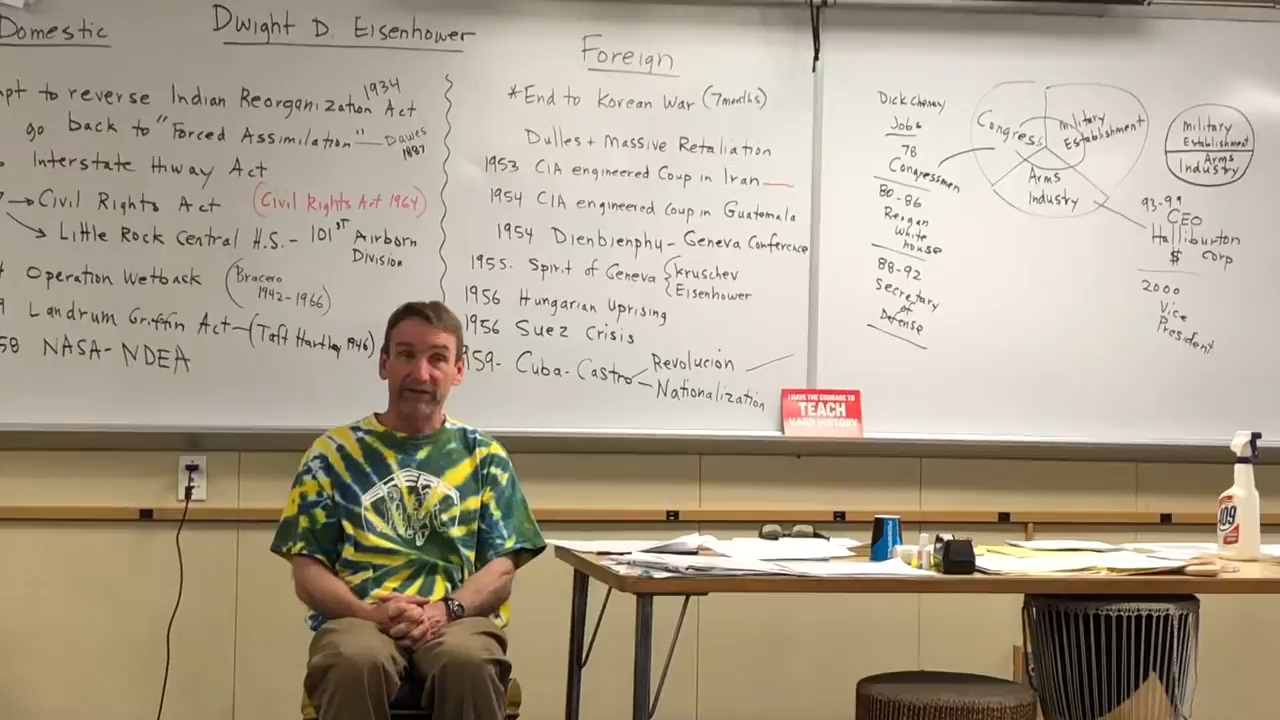 Domestic
Dwight D. Eisenhower
pt to reverse Indian Reorganization Act
1934
go back to "Forced Assimilation" - Dawes
1887
Interstate Hway Act
Civil Rights Act (Civil Rights Act 1964)
Little Rock Central H.S. - 101st Airborn
Division
Operation Wetback (Bracero
1942-1966)
Landrum Griffin Act - (Taft Hartley 1946)
58 NASA - NDEA
Foreign
*End to Korean War (7months)
Dulles + Massive Retaliation
1953 CIA engineered Coup in Iran
1954 CIA engineered Coup in Guatemala
1954 Dienbienphy - Geneva Conference
1955- Spirit of Geneva { Kruschev
Eisenhower
1956 Hungarian Uprising
1956 Suez Crisis
959- Cuba - Castro - Revolución
Nationalization
Dick Cheney
Jobs
78
Congressmen
80-86
Reagan
White
house
88-92
Secretary
of
Defense
Congress
Military
Establishment
Arms
Industry
Military
Establishment
Arms
Industry
93-99
CEO
Halliburton
$ corp
2000
Vice
President
I HAVE THE COURAGE TO
TEACH
HARD HISTORY
409